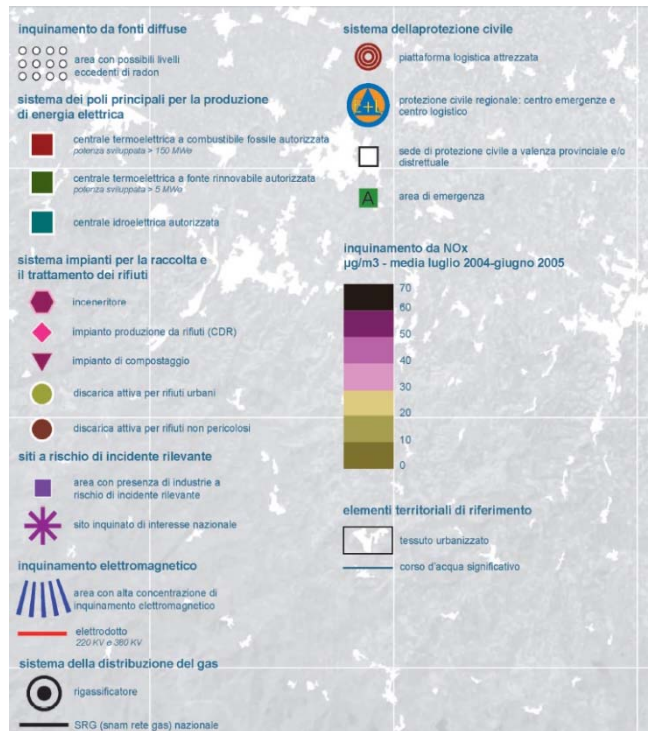 inquinamento da fonti diffuse
area con possibili livelli
eccedenti di radon
sistema dei poli principali per la produzione
di energia elettrica
centrale termoelettrica a combustibile fossile autorizzata
potenza sviluppata > 150 MWe
centrale termoelettrica a fonte rinnovabile autorizzata
potenza sviluppata > 5 MWe
centrale idroelettrica autorizzata
sistema impianti per la raccolta e
il trattamento dei rifiuti
inceneritore
impianto produzione da rifiuti (CDR)
impianto di compostaggio
discarica attiva per rifiuti urbani
discarica attiva per rifiuti non pericolosi
siti a rischio di incidente rilevante
area con presenza di industrie a
rischio di incidente rilevante
sito inquinato di interesse nazionale
inquinamento elettromagnetico
area con alta concentrazione di
inquinamento elettromagnetico
elettrodotto
220 KV e 380 KV
sistema della distribuzione del gas
rigassificatore
SRG (snam rete gas) nazionale
sistema dellaprotezione civile
piattaforma logistica attrezzata
protezione civile regionale: centro emergenze e
centro logistico
sede di protezione civile a valenza provinciale e/o
distrettuale
A
area di emergenza
inquinamento da NOx
µg/m3 - media luglio 2004-giugno 2005
70
60
50
40
30
20
10
0
elementi territoriali di riferimento
tessuto urbanizzato
corso d'acqua significativo